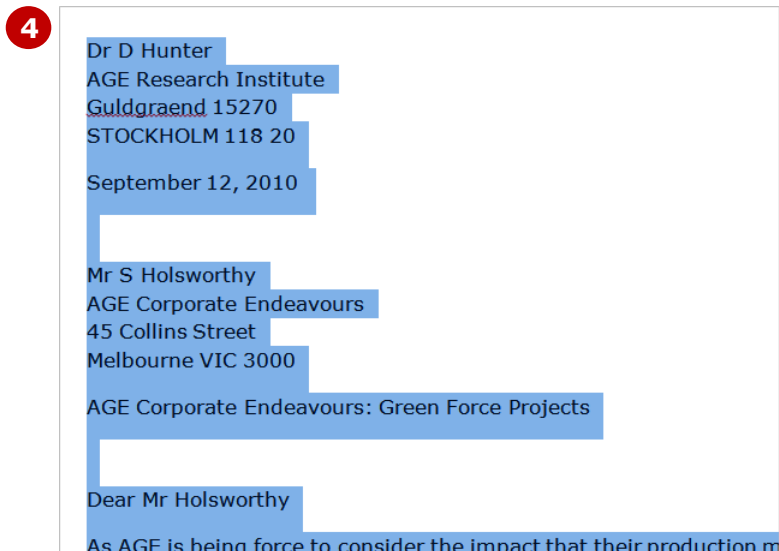 4
Dr D Hunter
AGE Research Institute
Guldgraend 15270
STOCKHOLM 118 20
September 12, 2010
Mr S Holsworthy
AGE Corporate Endeavours
45 Collins Street
Melbourne VIC 3000
AGE Corporate Endeavours: Green Force Projects
Dear Mr Holsworthy
As AGE is being force to consider the impact that their production